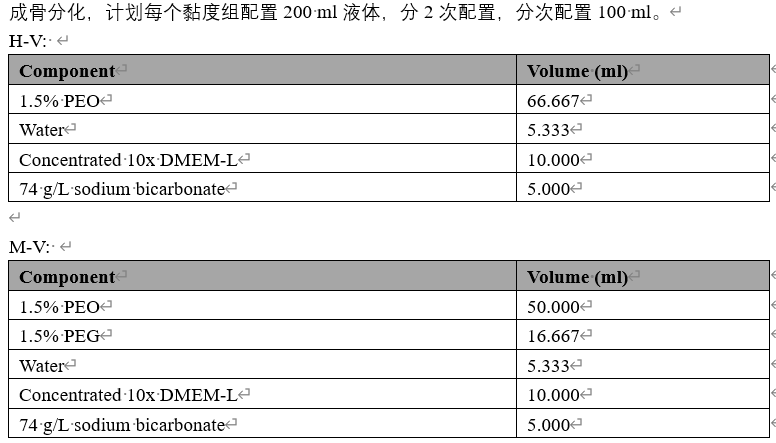 成骨分化，计划每个黏度组配置 200 ml 液体，分 2 次配置，分次配置 100 ml。
H-V:
Component Volume (ml)
1.5% PEO 66.667
Water 5.333
Concentrated 10x DMEM-L 10.000
74 g/L sodium bicarbonate 5.000
M-V:
Component Volume (ml)
1.5% PEO 50.000
1.5% PEG 16.667
Water 5.333
Concentrated 10x DMEM-L 10.000
74 g/L sodium bicarbonate 5.000